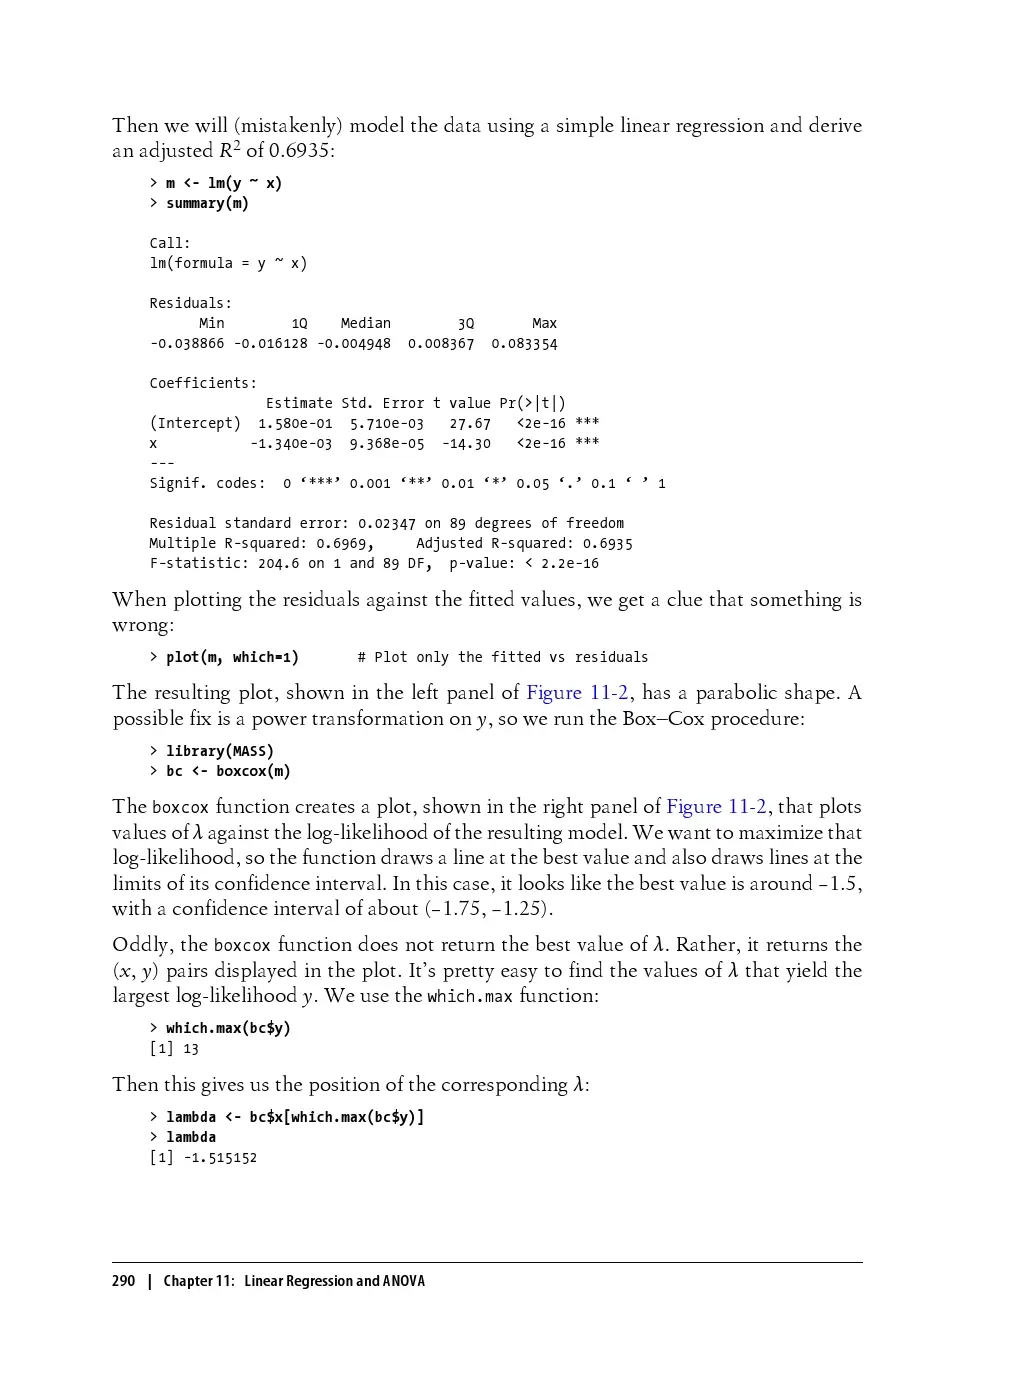 Then we will (mistakenly) model the data using a simple linear regression and derive
an adjusted R² of 0.6935:
> m <- lm(y ~ x)
> summary(m)
Call:
lm(formula = y ~ x)
Residuals:
      Min        1Q    Median        3Q       Max
-0.038866 -0.016128 -0.004948  0.008367  0.083354
Coefficients:
              Estimate Std. Error t value Pr(>|t|)
(Intercept)  1.580e-01  5.710e-03   27.67   <2e-16 ***
x           -1.340e-03  9.368e-05  -14.30   <2e-16 ***
---
Signif. codes:  0 ‘***’ 0.001 ‘**’ 0.01 ‘*’ 0.05 ‘.’ 0.1 ‘ ’ 1
Residual standard error: 0.02347 on 89 degrees of freedom
Multiple R-squared: 0.6969,     Adjusted R-squared: 0.6935
F-statistic: 204.6 on 1 and 89 DF,  p-value: < 2.2e-16
When plotting the residuals against the fitted values, we get a clue that something is
wrong:
> plot(m, which=1)       # Plot only the fitted vs residuals
The resulting plot, shown in the left panel of Figure 11-2, has a parabolic shape. A
possible fix is a power transformation on y, so we run the Box–Cox procedure:
> library(MASS)
> bc <- boxcox(m)
The boxcox function creates a plot, shown in the right panel of Figure 11-2, that plots
values of λ against the log-likelihood of the resulting model. We want to maximize that
log-likelihood, so the function draws a line at the best value and also draws lines at the
limits of its confidence interval. In this case, it looks like the best value is around –1.5,
with a confidence interval of about (–1.75, –1.25).
Oddly, the boxcox function does not return the best value of λ. Rather, it returns the
(x, y) pairs displayed in the plot. It’s pretty easy to find the values of λ that yield the
largest log-likelihood y. We use the which.max function:
> which.max(bc$y)
[1] 13
Then this gives us the position of the corresponding λ:
> lambda <- bc$x[which.max(bc$y)]
> lambda
[1] -1.515152
290 | Chapter 11: Linear Regression and ANOVA